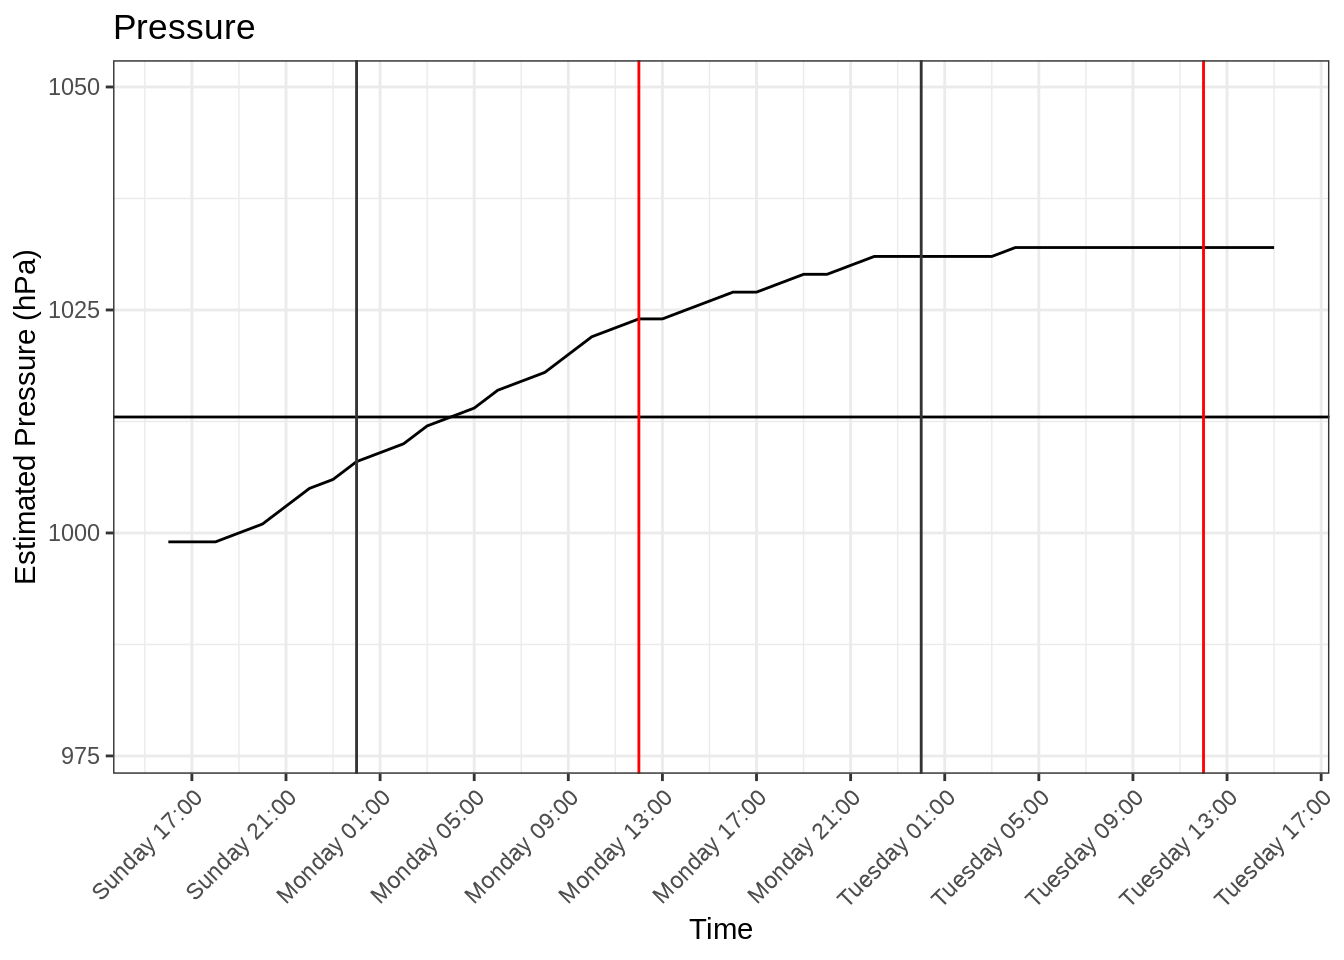 Pressure
Estimated Pressure (hPa)
1050
1025
1000
975
Sunday 17:00
Sunday 21:00
Monday 01:00
Monday 05:00
Monday 09:00
Monday 13:00
Monday 17:00
Monday 21:00
Tuesday 01:00
Tuesday 05:00
Tuesday 09:00
Tuesday 13:00
Tuesday 17:00
Time